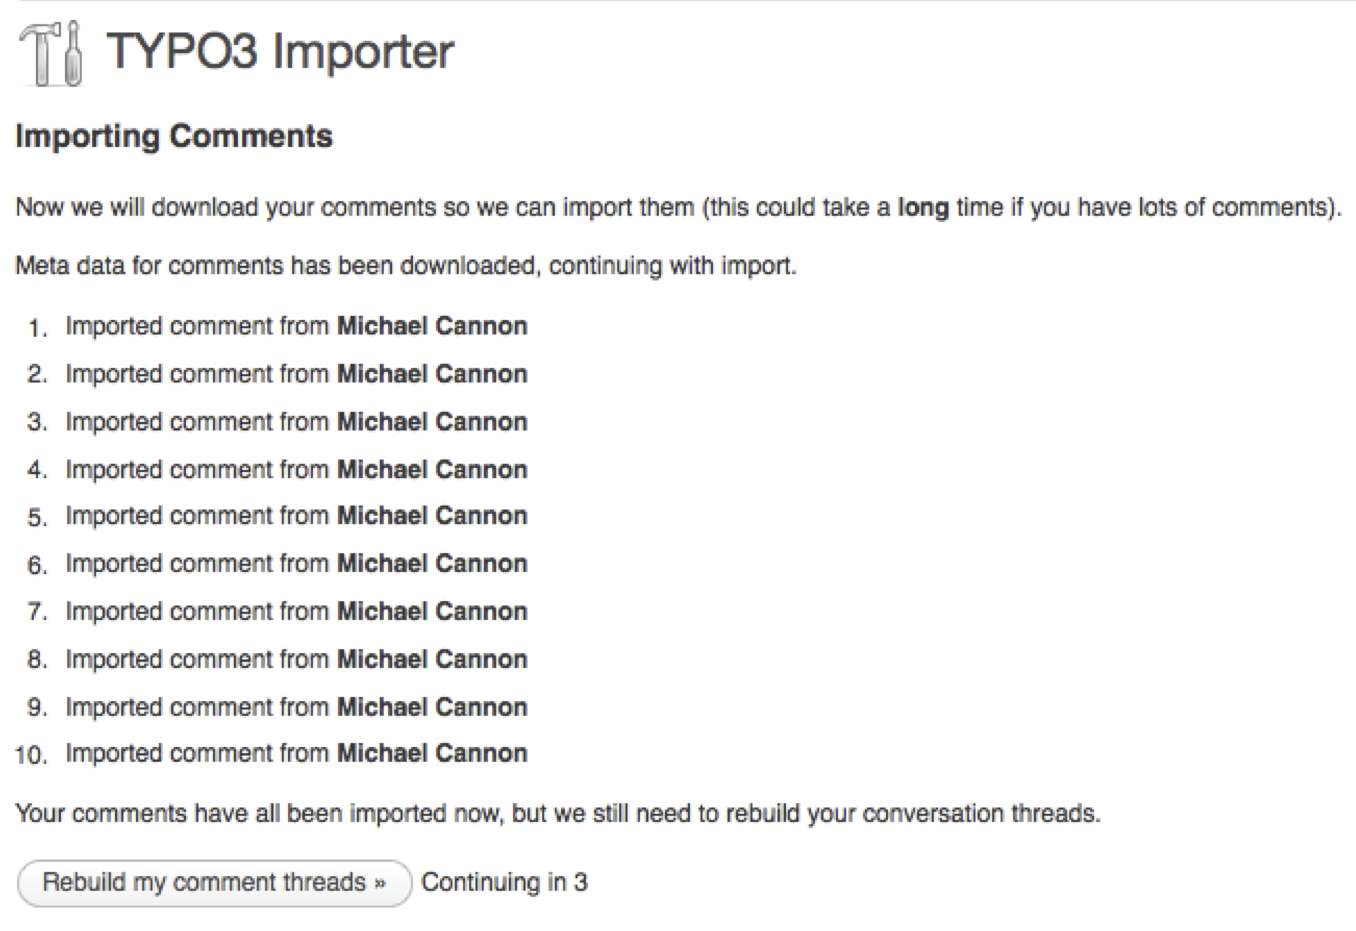 TYPO3 Importer
Importing Comments
Now we will download your comments so we can import them (this could take a long time if you have lots of comments).
Meta data for comments has been downloaded, continuing with import.
1. Imported comment from Michael Cannon
2. Imported comment from Michael Cannon
3. Imported comment from Michael Cannon
4. Imported comment from Michael Cannon
5. Imported comment from Michael Cannon
6. Imported comment from Michael Cannon
7. Imported comment from Michael Cannon
8. Imported comment from Michael Cannon
9. Imported comment from Michael Cannon
10. Imported comment from Michael Cannon
Your comments have all been imported now, but we still need to rebuild your conversation threads.
Rebuild my comment threads » Continuing in 3